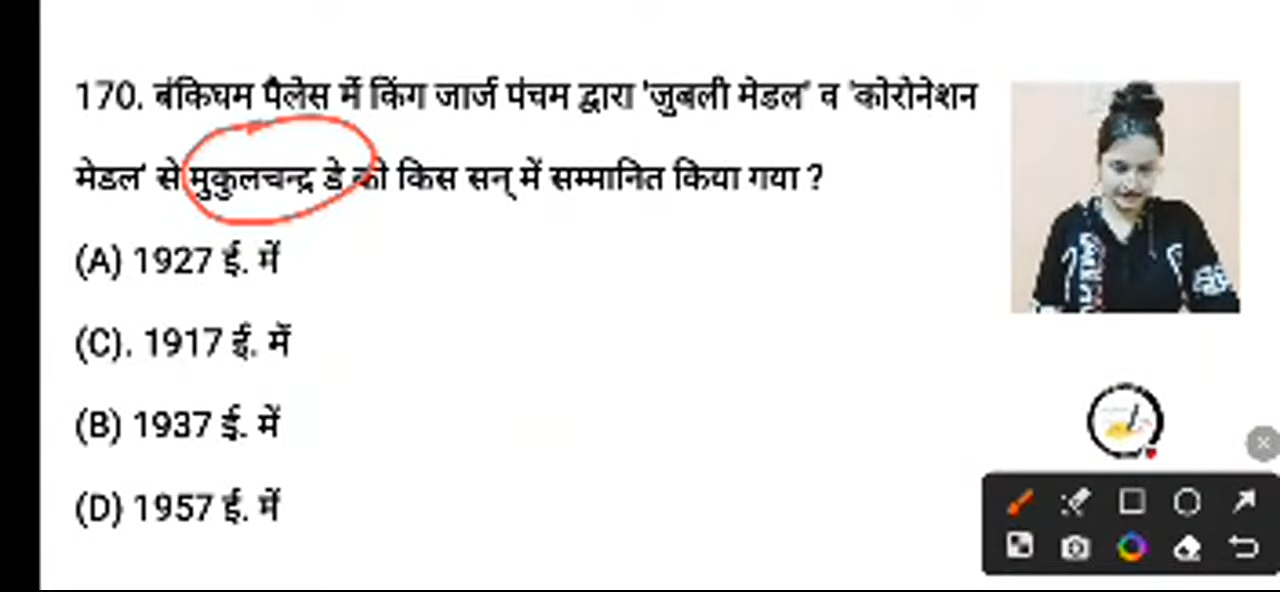 170. बंकिघम पैलेस में किंग जार्ज पंचम द्वारा 'जुबली मेडल' व 'कोरोनेशन
मेडल' से मुकुलचन्द्र डे को किस सन् में सम्मानित किया गया ?
(A) 1927 ई. में
(C). 1917 ई. में
(B) 1937 ई. में
(D) 1957 ई. में